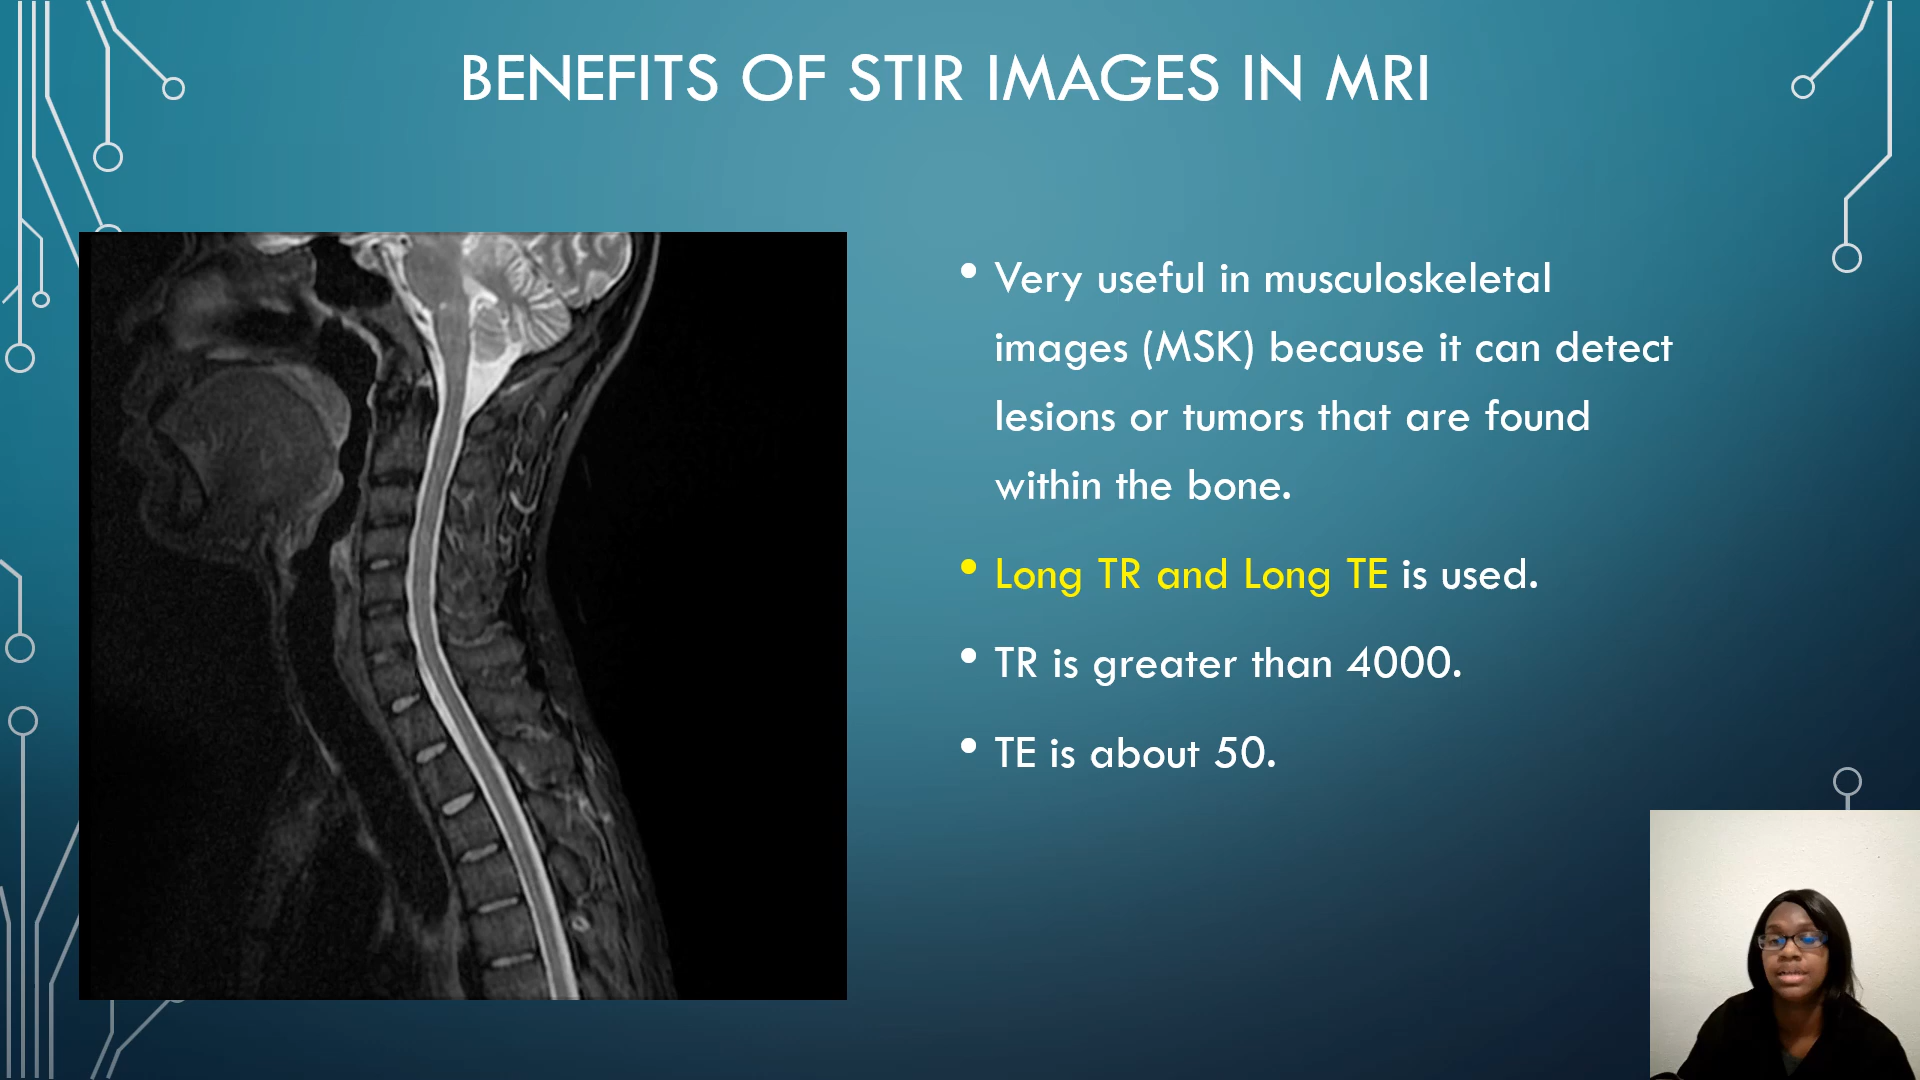 BENEFITS OF STIR IMAGES IN MRI
• Very useful in musculoskeletal
images (MSK) because it can detect
lesions or tumors that are found
within the bone.
• Long TR and Long TE is used.
• TR is greater than 4000.
• TE is about 50.